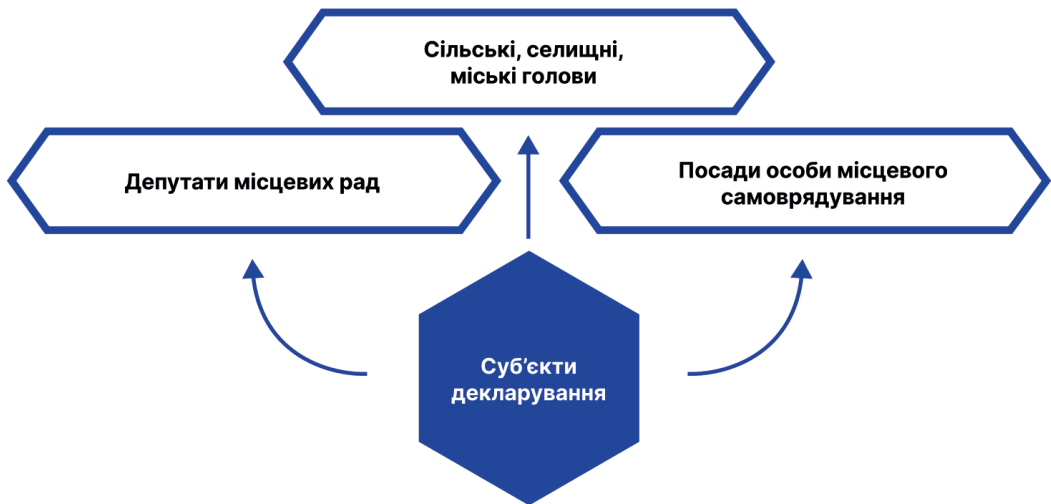 Сільські, селищні,
міські голови
Депутати місцевих рад
Посади особи місцевого
самоврядування
Суб’єкти
декларування